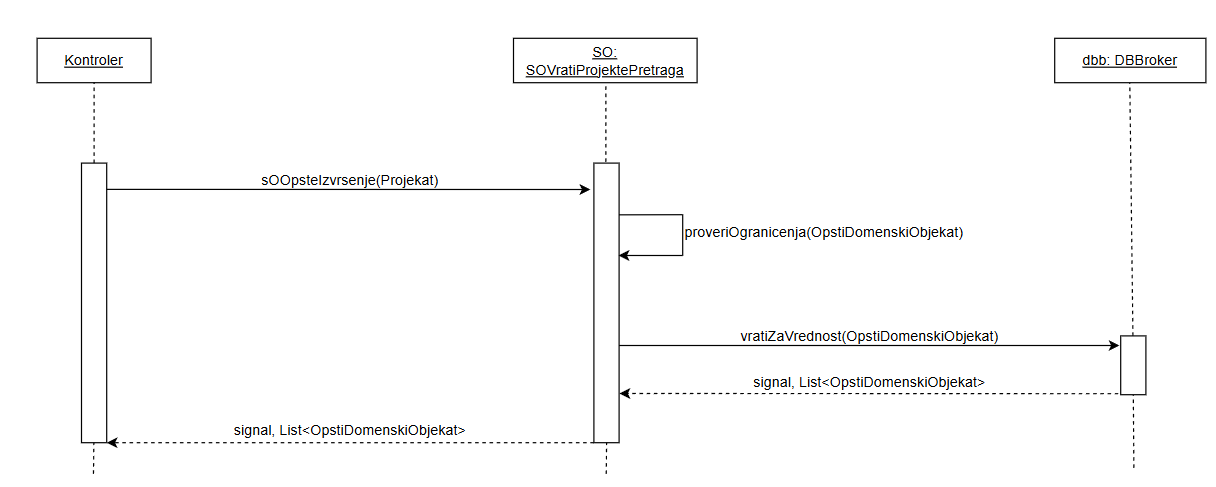 Kontroler
SO:
SOVratiProjektePretraga
dbb: DBBroker
sOOpsteIzvrsenje(Projekat)
proveriOgranicenja(OpstiDomenskiObjekat)
vratiZaVrednost(OpstiDomenskiObjekat)
signal, List<OpstiDomenskiObjekat>
signal, List<OpstiDomenskiObjekat>